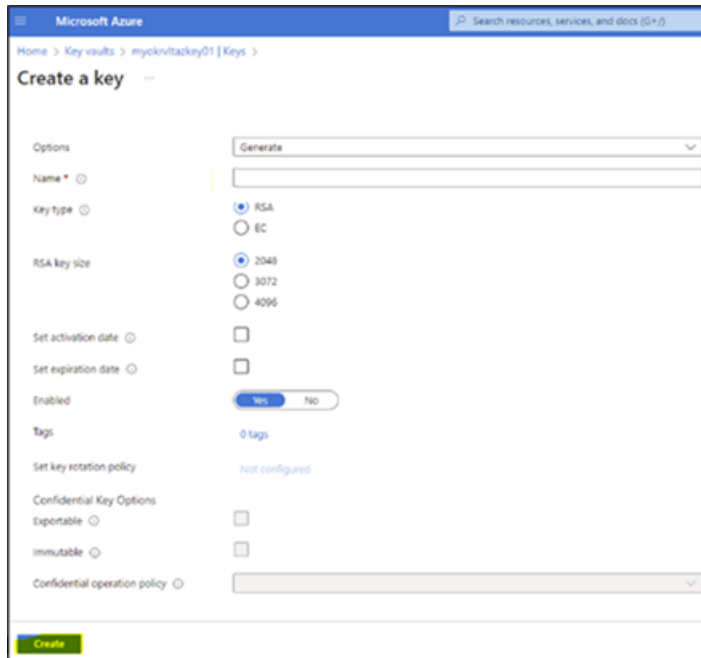 Microsoft Azure
Search resources, services, and docs (G+/)
Home > Key vaults > myokrvltazkey01 | Keys >
Create a key ...
Options Generate
Name *
Key type RSA
EC
RSA key size 2048
3072
4096
Set activation date
Set expiration date
Enabled Yes No
Tags 0 tags
Set key rotation policy Not configured
Confidential Key Options
Exportable
Immutable
Confidential operation policy
Create